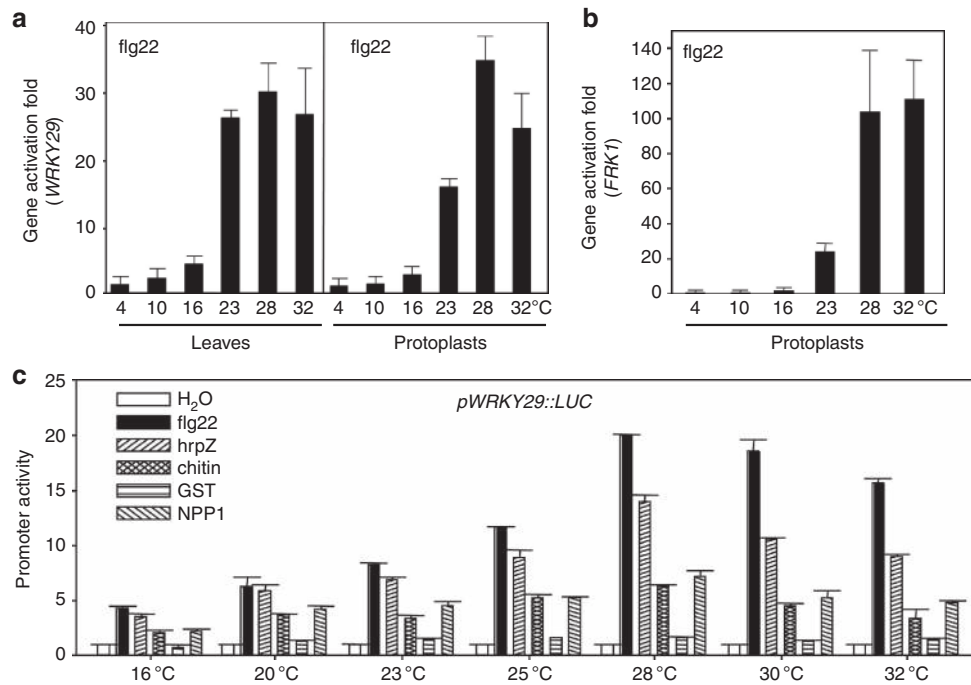 a
b
flg22
flg22
flg22
Gene activation fold
(WRKY29)
40
30
20
10
0
4 10 16 23 28 32
4 10 16 23 28 32 °C
Leaves
Protoplasts
Gene activation fold
(FRK1)
140
120
100
80
60
40
20
0
4 10 16 23 28 32 °C
Protoplasts
c
pWRKY29::LUC
H2O
flg22
hrpZ
chitin
GST
NPP1
Promoter activity
25
20
15
10
5
0
16 °C 20 °C 23 °C 25 °C 28 °C 30 °C 32 °C